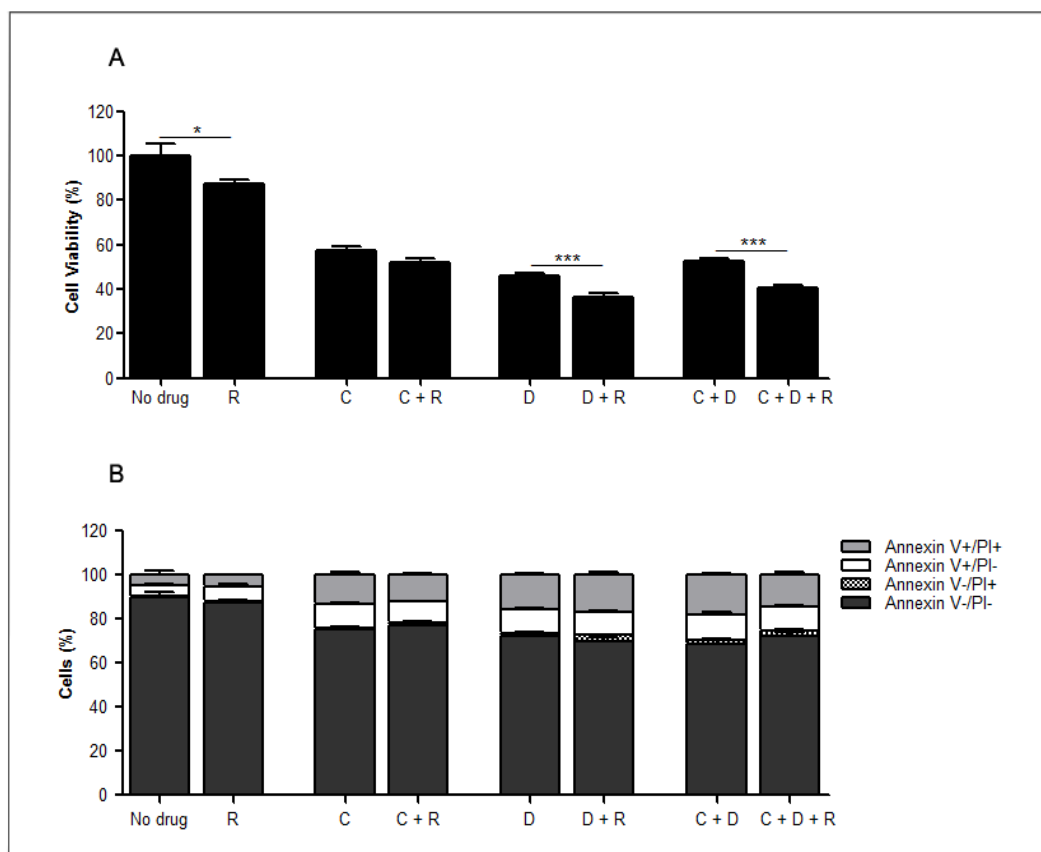 A
120
100
80
60
40
20
0
Cell Viability (%)
*
***
***
No drug R C C + R D D + R C + D C + D + R
B
120
100
80
60
40
20
0
Cells (%)
Annexin V+/PI+
Annexin V+/PI-
Annexin V-/PI+
Annexin V-/PI-
No drug R C C + R D D + R C + D C + D + R